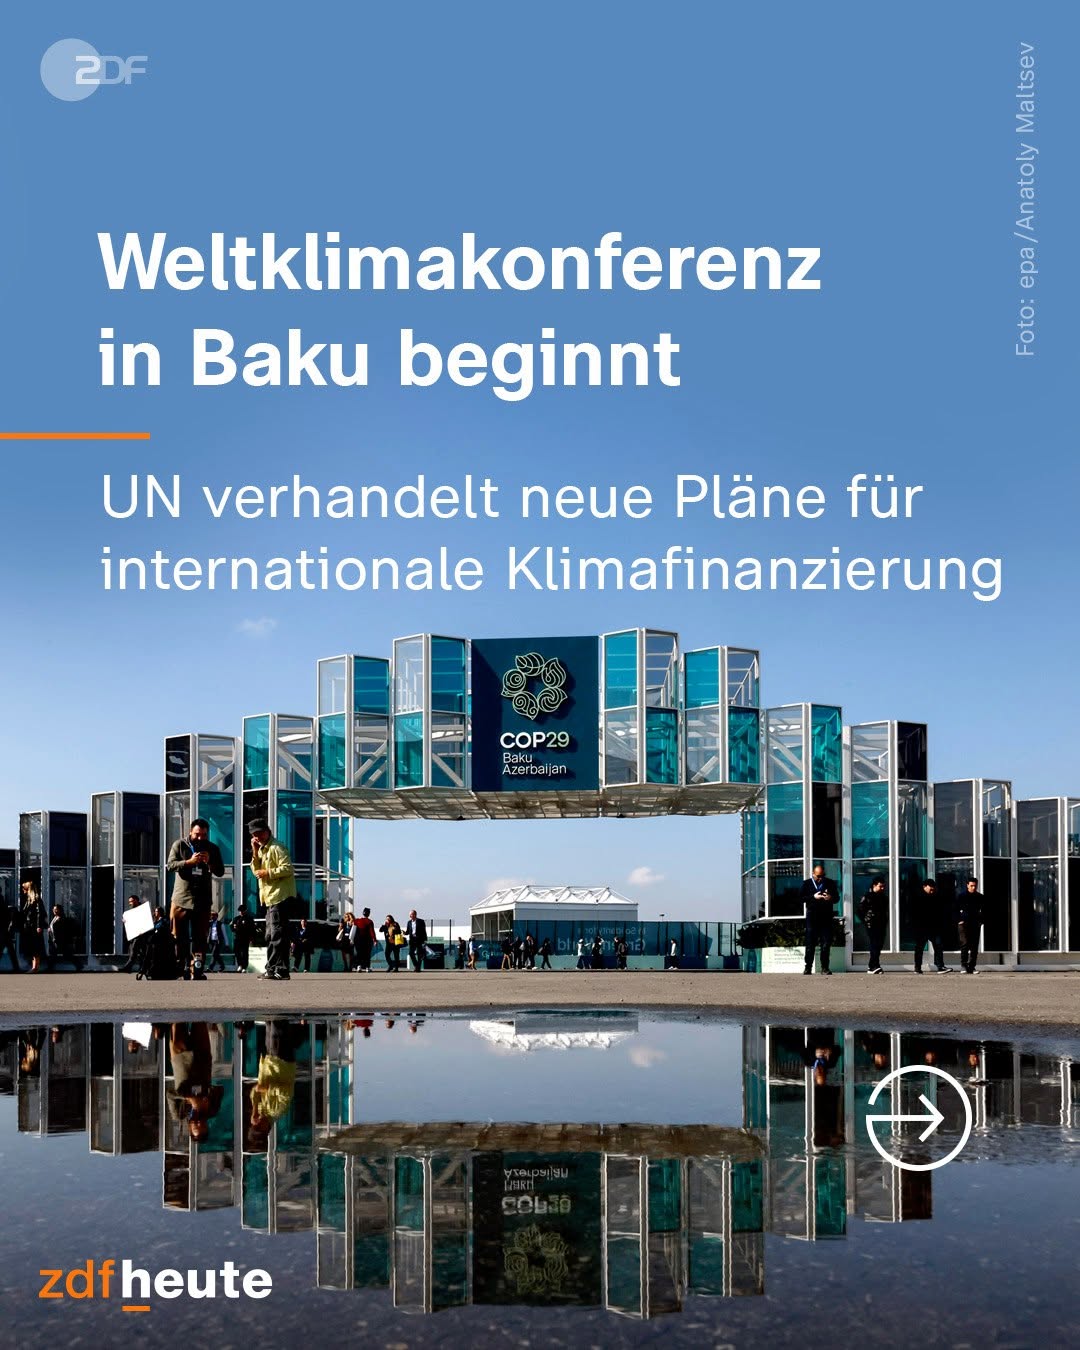 ZDF
Foto: epa/Anatoly Maltsev
Weltklimakonferenz
in Baku beginnt
UN verhandelt neue Pläne für
internationale Klimafinanzierung
COP29
Baku
Azerbaijan
zdfheute